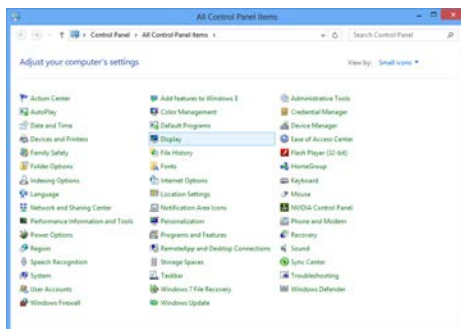 All Control Panel Items
Control Panel All Control Panel Items Search Control Panel
Adjust your computer's settings View by: Small icons
Action Center Add features to Windows 8 Administrative Tools
AutoPlay Color Management Credential Manager
Date and Time Default Programs Device Manager
Devices and Printers Display Ease of Access Center
Family Safety File History Flash Player (32-bit)
Folder Options Fonts HomeGroup
Indexing Options Internet Options Keyboard
Language Location Settings Mouse
Network and Sharing Center Notification Area Icons NVIDIA Control Panel
Performance Information and Tools Personalization Phone and Modem
Power Options Programs and Features Recovery
Region RemoteApp and Desktop Connections Sound
Speech Recognition Storage Spaces Sync Center
System Taskbar Troubleshooting
User Accounts Windows 7 File Recovery Windows Defender
Windows Firewall Windows Update